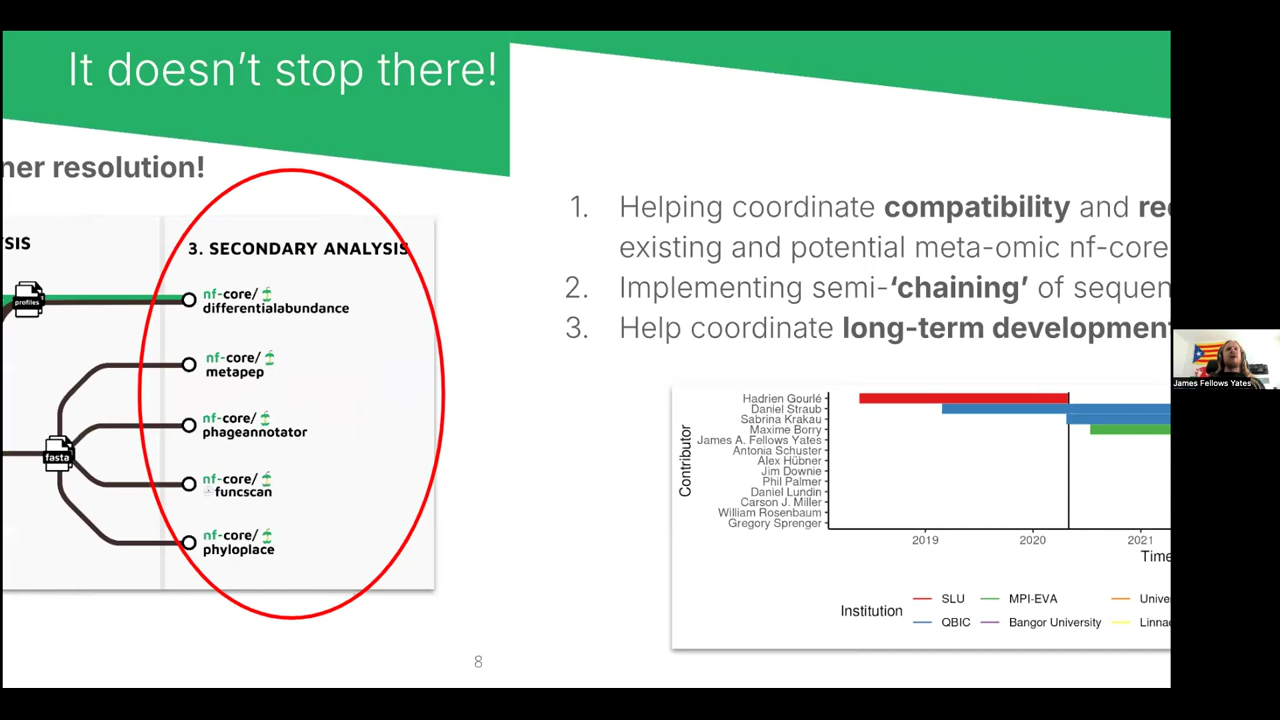 It doesn't stop there!
ner resolution!
SIS
profiles
fasta
3. SECONDARY ANALYSIS
nf-core/
differentialabundance
nf-core/
metapep
nf-core/
phageannotator
nf-core/
funcscan
nf-core/
phyloplace
8
1. Helping coordinate compatibility and re
existing and potential meta-omic nf-core
2. Implementing semi-'chaining' of sequen
3. Help coordinate long-term development
Contributor
Hadrien Gourlé
Daniel Straub
Sabrina Krakau
Maxime Borry
James A. Fellows Yates
Antonia Schuster
Alex Hübner
Jim Downie
Phil Palmer
Daniel Lundin
Carson J. Miller
William Rosenbaum
Gregory Sprenger
2019 2020 2021
Time
Institution
SLU MPI-EVA Unive
QBIC Bangor University Linna
James Fellows Yates